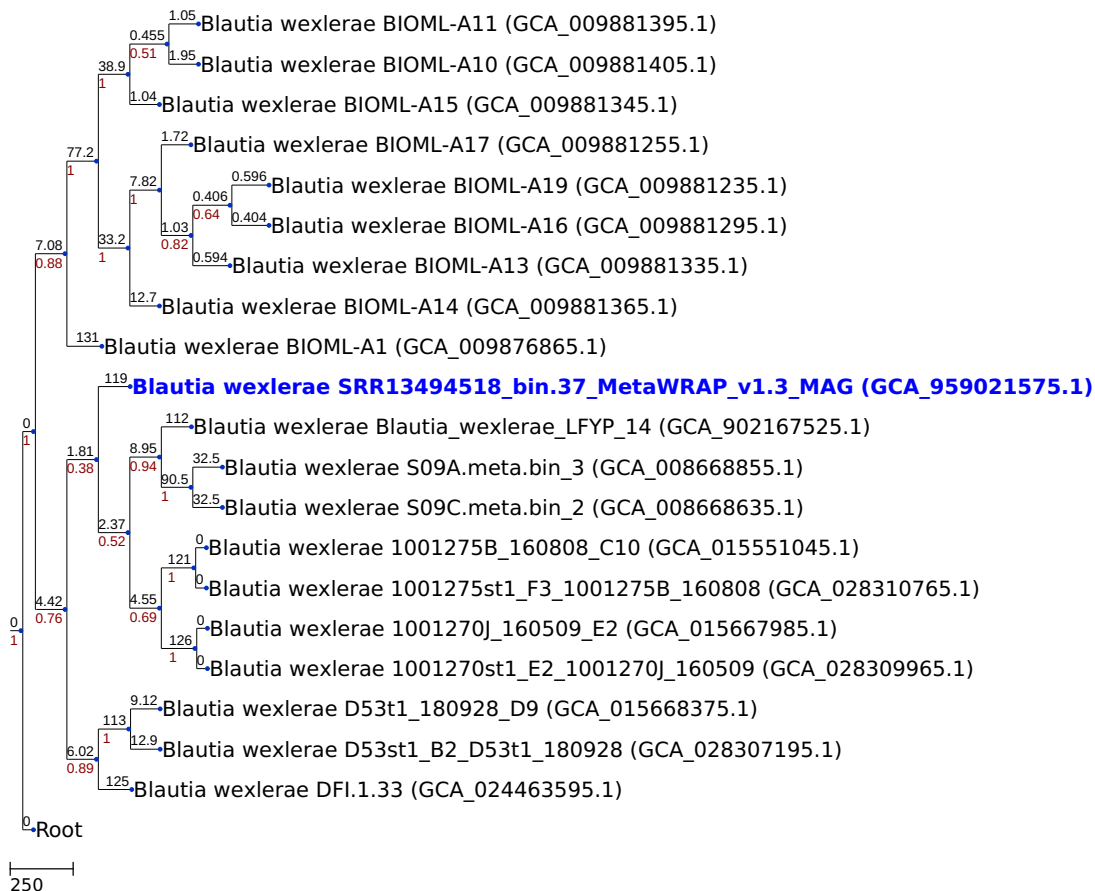 1.05
Blautia wexlerae BIOML-A11 (GCA_009881395.1)
0.455
0.51
1.95
Blautia wexlerae BIOML-A10 (GCA_009881405.1)
38.9
1
1.04
Blautia wexlerae BIOML-A15 (GCA_009881345.1)
1.72
Blautia wexlerae BIOML-A17 (GCA_009881255.1)
77.2
1
7.82
1
0.596
Blautia wexlerae BIOML-A19 (GCA_009881235.1)
0.406
0.64
0.404
Blautia wexlerae BIOML-A16 (GCA_009881295.1)
1.03
0.82
33.2
1
7.08
0.88
0.594
Blautia wexlerae BIOML-A13 (GCA_009881335.1)
12.7
Blautia wexlerae BIOML-A14 (GCA_009881365.1)
131
Blautia wexlerae BIOML-A1 (GCA_009876865.1)
119
Blautia wexlerae SRR13494518_bin.37_MetaWRAP_v1.3_MAG (GCA_959021575.1)
0
1
112
Blautia wexlerae Blautia_wexlerae_LFYP_14 (GCA_902167525.1)
1.81
0.38
8.95
0.94
32.5
Blautia wexlerae S09A.meta.bin_3 (GCA_008668855.1)
90.5
1
32.5
Blautia wexlerae S09C.meta.bin_2 (GCA_008668635.1)
2.37
0.52
0
Blautia wexlerae 1001275B_160808_C10 (GCA_015551045.1)
121
1
0
Blautia wexlerae 1001275st1_F3_1001275B_160808 (GCA_028310765.1)
4.42
0.76
4.55
0.69
0
1
0
Blautia wexlerae 1001270J_160509_E2 (GCA_015667985.1)
126
1
0
Blautia wexlerae 1001270st1_E2_1001270J_160509 (GCA_028309965.1)
9.12
Blautia wexlerae D53t1_180928_D9 (GCA_015668375.1)
113
1
12.9
Blautia wexlerae D53st1_B2_D53t1_180928 (GCA_028307195.1)
6.02
0.89
125
Blautia wexlerae DFI.1.33 (GCA_024463595.1)
0
Root
250